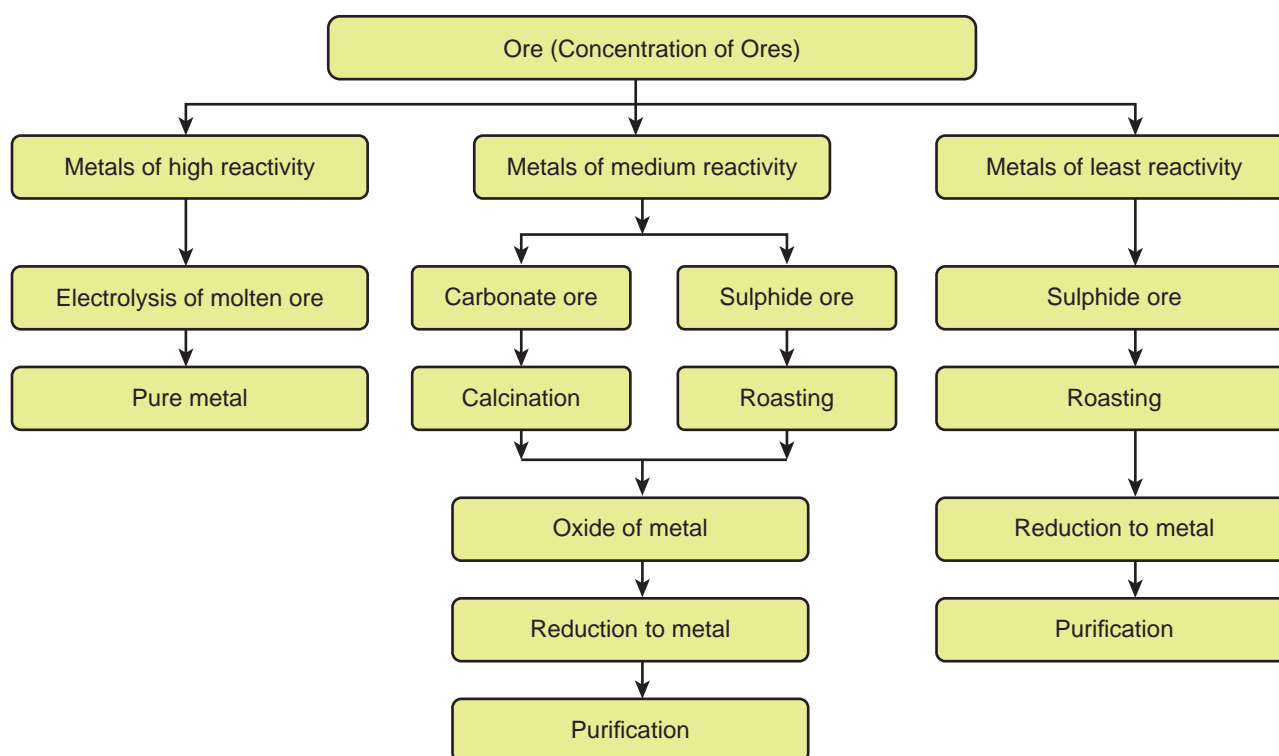 Ore (Concentration of Ores)
Metals of high reactivity
Metals of medium reactivity
Metals of least reactivity
Electrolysis of molten ore
Carbonate ore
Sulphide ore
Sulphide ore
Pure metal
Calcination
Roasting
Roasting
Oxide of metal
Reduction to metal
Reduction to metal
Purification
Purification